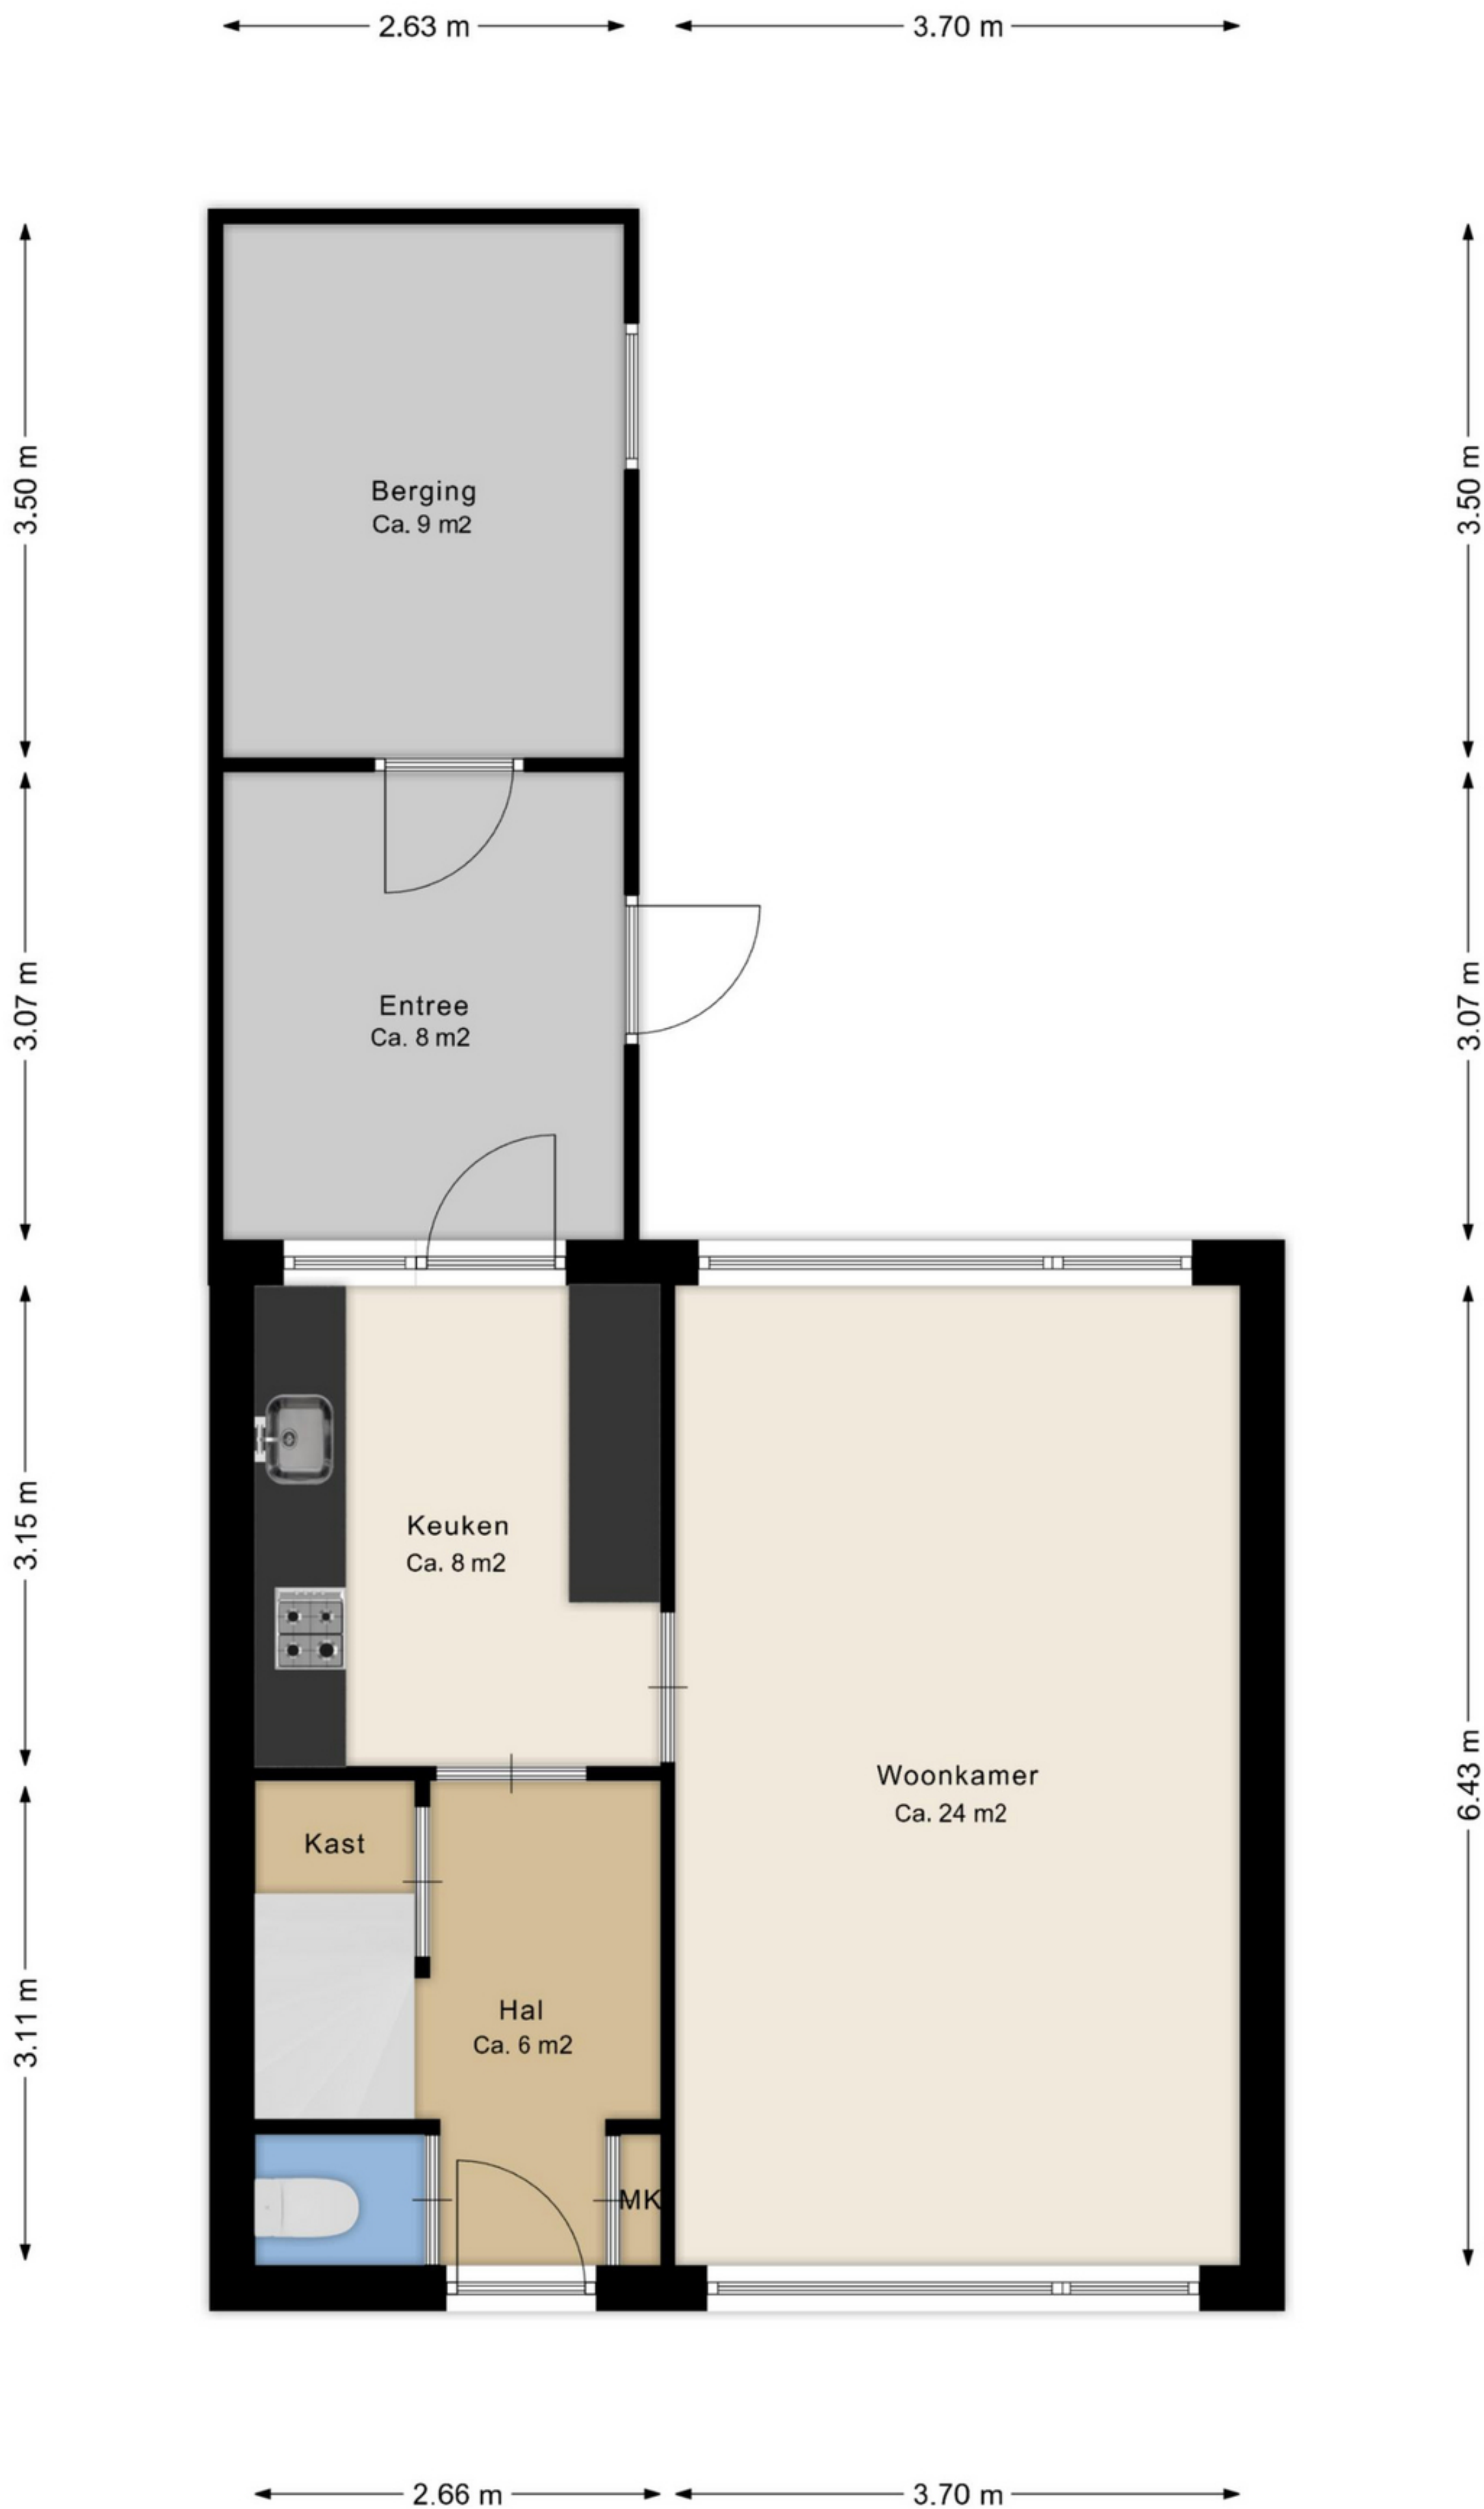 2.63 m
3.70 m
3.50 m
3.50 m
Berging
Ca. 9 m2
3.07 m
3.07 m
Entree
Ca. 8 m2
3.15 m
Keuken
Ca. 8 m2
6.43 m
Woonkamer
Ca. 24 m2
Kast
3.11 m
Hal
Ca. 6 m2
MK
2.66 m
3.70 m